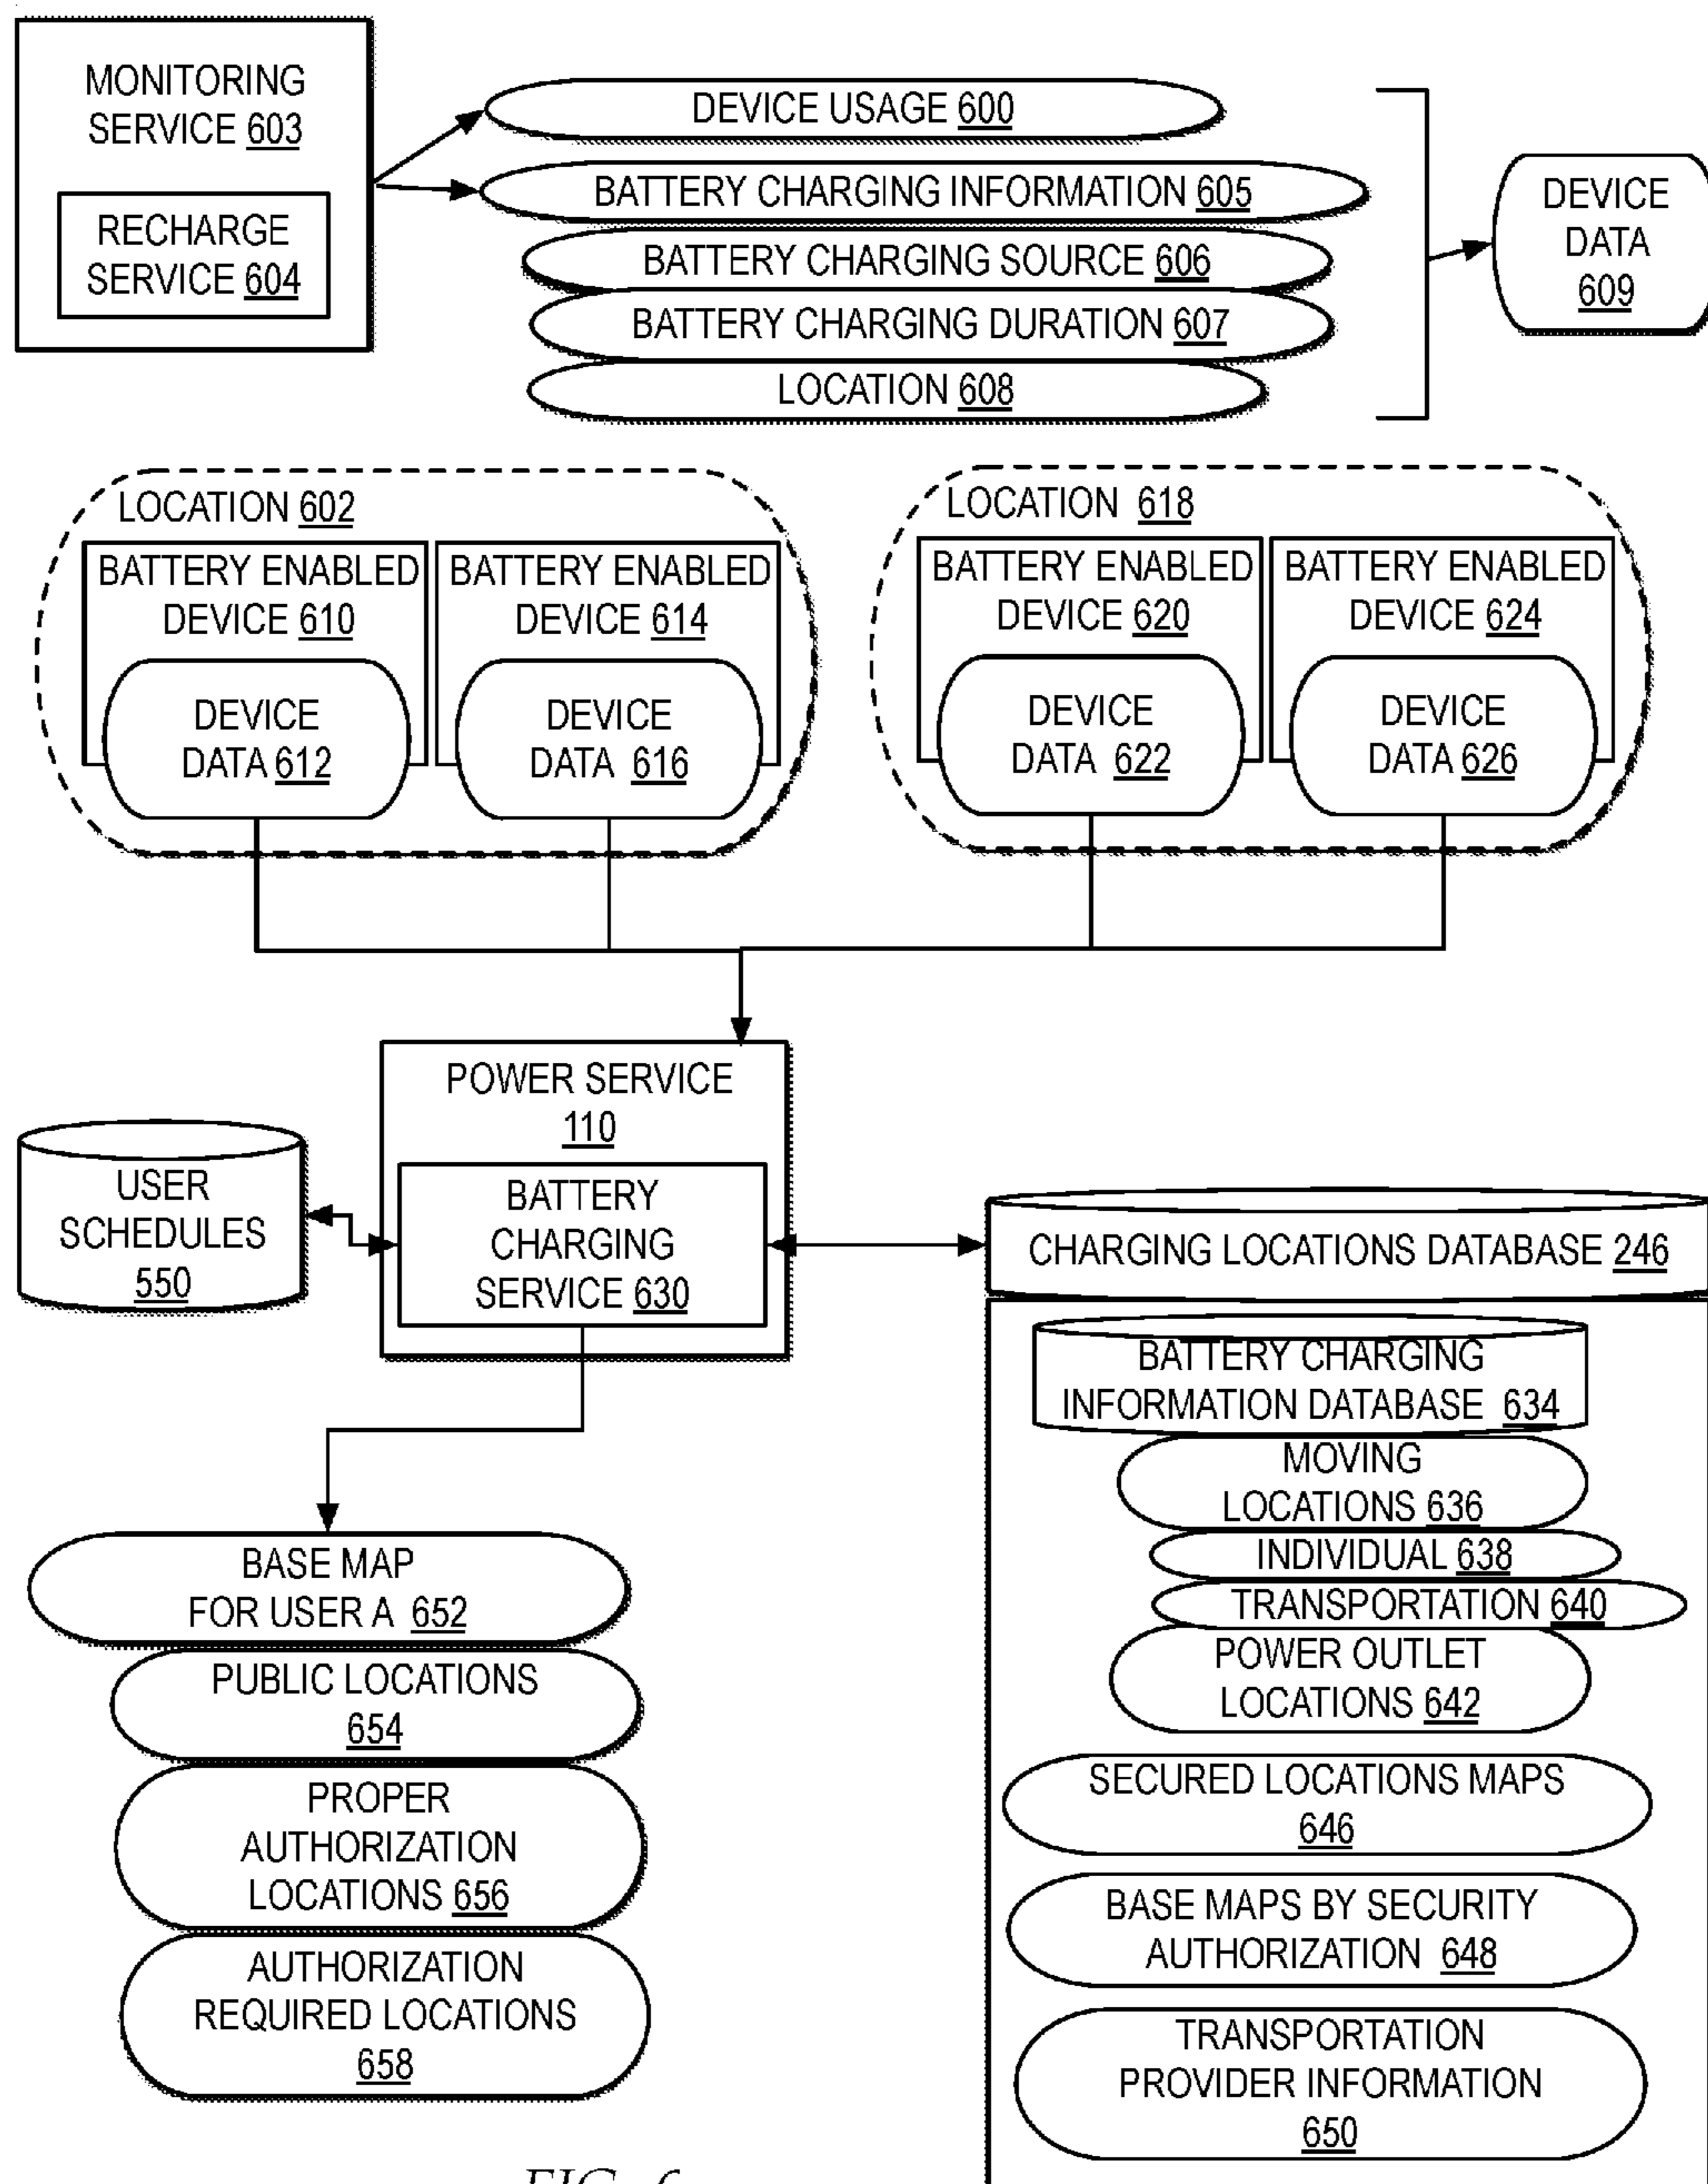 MONITORING
SERVICE 603
RECHARGE
SERVICE 604
DEVICE USAGE 600
BATTERY CHARGING INFORMATION 605
BATTERY CHARGING SOURCE 606
BATTERY CHARGING DURATION 607
LOCATION 608
DEVICE
DATA
609
LOCATION 602
BATTERY ENABLED
DEVICE 610
DEVICE
DATA 612
BATTERY ENABLED
DEVICE 614
DEVICE
DATA 616
LOCATION 618
BATTERY ENABLED
DEVICE 620
DEVICE
DATA 622
BATTERY ENABLED
DEVICE 624
DEVICE
DATA 626
POWER SERVICE
110
BATTERY
CHARGING
SERVICE 630
USER
SCHEDULES
550
CHARGING LOCATIONS DATABASE 246
BATTERY CHARGING
INFORMATION DATABASE 634
MOVING
LOCATIONS 636
INDIVIDUAL 638
TRANSPORTATION 640
POWER OUTLET
LOCATIONS 642
SECURED LOCATIONS MAPS
646
BASE MAPS BY SECURITY
AUTHORIZATION 648
TRANSPORTATION
PROVIDER INFORMATION
650
BASE MAP
FOR USER A 652
PUBLIC LOCATIONS
654
PROPER
AUTHORIZATION
LOCATIONS 656
AUTHORIZATION
REQUIRED LOCATIONS
658
FIG. 6